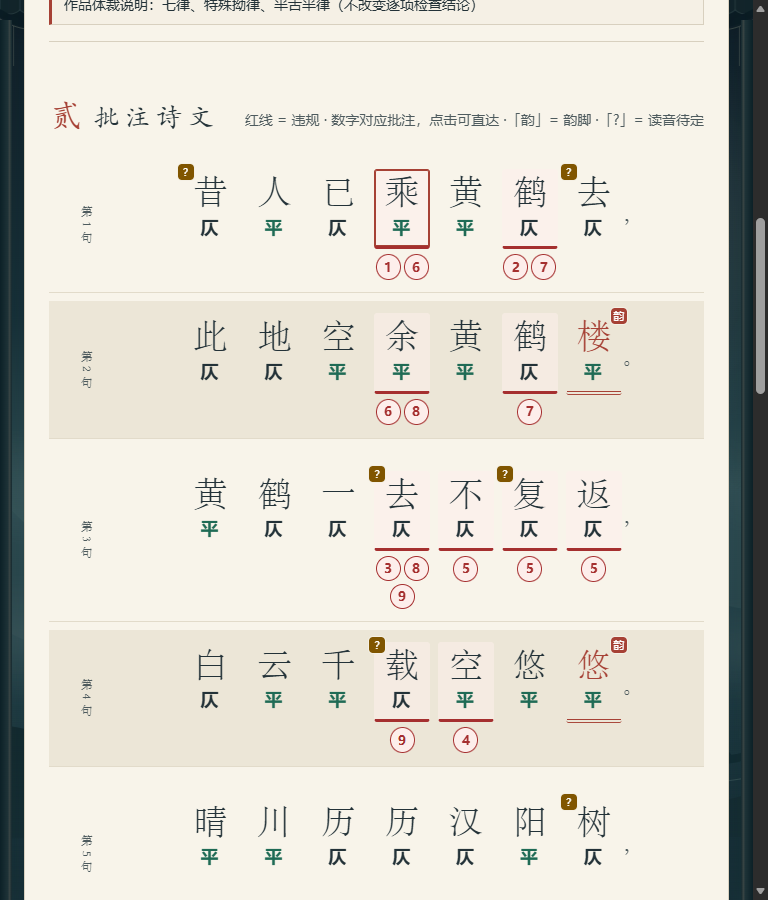 作品体裁说明：七律、特殊拗律、半古半律（不改变逐项检查结论）
贰 批注诗文 红线 = 违规 · 数字对应批注，点击可直达 ·「韵」= 韵脚 ·「?」= 读音待定
第1句
? 昔 人 已 乘 黄 鹤 ? 去 ，
仄 平 仄 平 平 仄 仄
1 6 2 7
第2句
此 地 空 余 黄 鹤 楼 韵 。
仄 仄 平 平 平 仄 平
6 8 7
第3句
黄 鹤 一 ? 去 不 ? 复 返 ，
平 仄 仄 仄 仄 仄 仄
3 8 5 5 5
9
第4句
白 云 千 ? 载 空 悠 悠 韵 。
仄 平 平 仄 平 平 平
9 4
第5句
晴 川 历 历 汉 阳 ? 树 ，
平 平 仄 仄 仄 平 仄